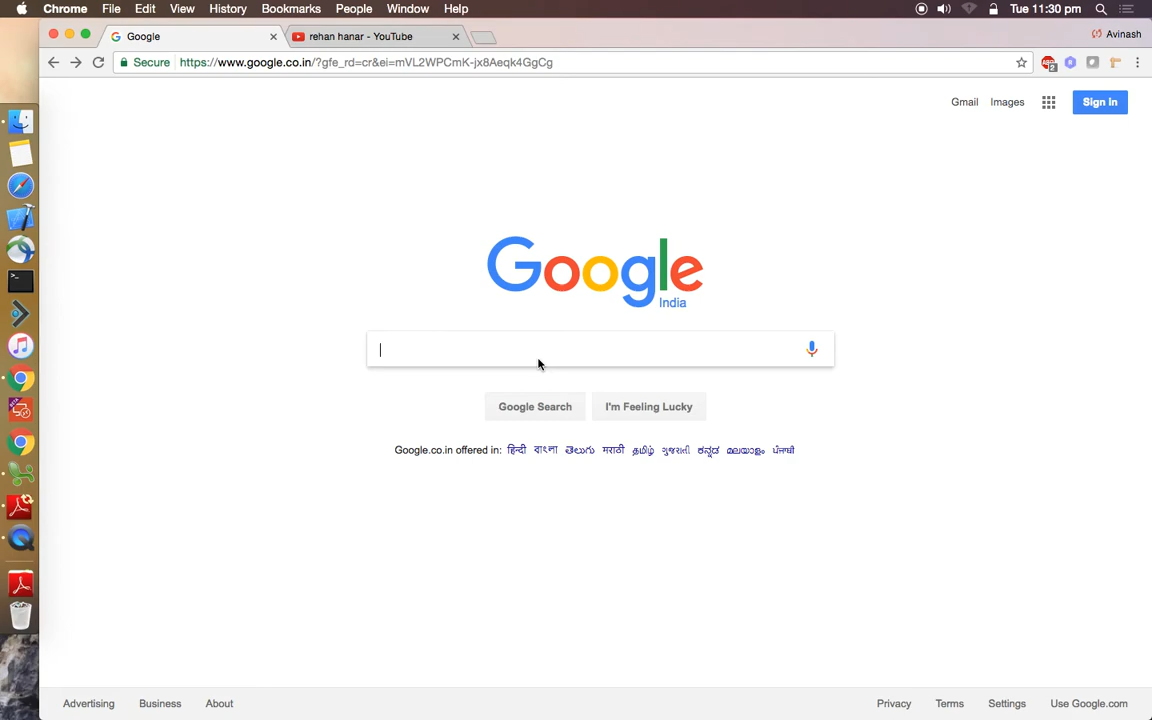 Chrome File Edit View History Bookmarks People Window Help Tue 11:30 pm
Google rehan hanar - YouTube Avinash
Secure https://www.google.co.in/?gfe_rd=cr&ei=mVL2WPCmK-jx8Aeqk4GgCg
Gmail Images Sign in
Google
India
Google Search I'm Feeling Lucky
Google.co.in offered in: हिन्दी বাংলা తెలుగు मराठी தமிழ் ગુજરાતી ಕನ್ನಡ മലയാളം ਪੰਜਾਬੀ
Advertising Business About Privacy Terms Settings Use Google.com